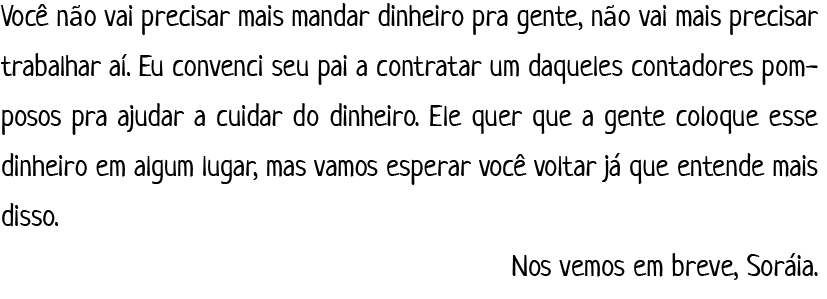 Você não vai precisar mais mandar dinheiro pra gente, não vai mais precisar
trabalhar aí. Eu convenci seu pai a contratar um daqueles contadores pom-
posos pra ajudar a cuidar do dinheiro. Ele quer que a gente coloque esse
dinheiro em algum lugar, mas vamos esperar você voltar já que entende mais
disso.
Nos vemos em breve, Soráia.